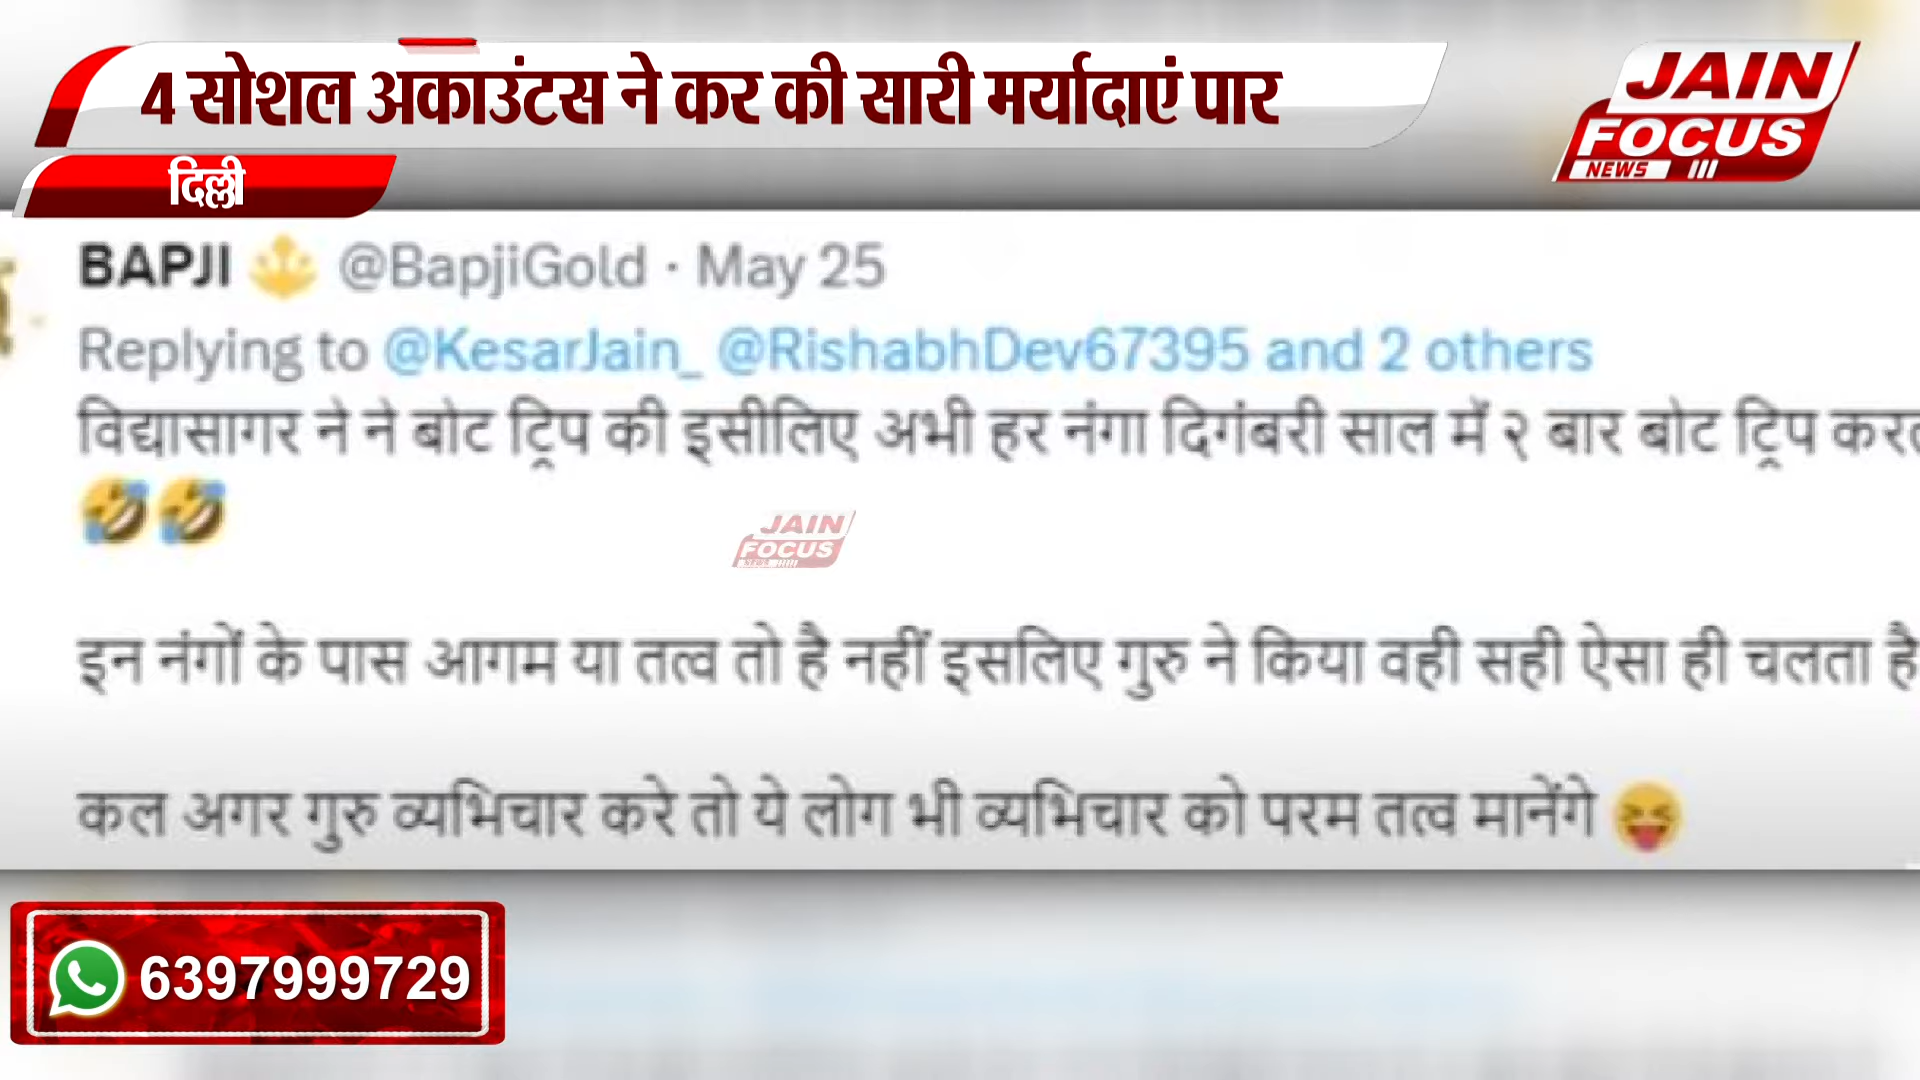 4 सोशल अकाउंटस ने कर की सारी मर्यादाएं पार
JAIN
FOCUS
NEWS
दिल्ली
BAPJI @BapjiGold · May 25
Replying to @KesarJain_ @RishabhDev67395 and 2 others
विद्यासागर ने ने बोट ट्रिप की इसीलिए अभी हर नंगा दिगंबरी साल में २ बार बोट ट्रिप
🤣🤣
JAIN
FOCUS
NEWS
इन नंगों के पास आगम या तत्व तो है नहीं इसलिए गुरु ने किया वही सही ऐसा ही चलता है
कल अगर गुरु व्यभिचार करे तो ये लोग भी व्यभिचार को परम तत्व मानेंगे 😝
6397999729